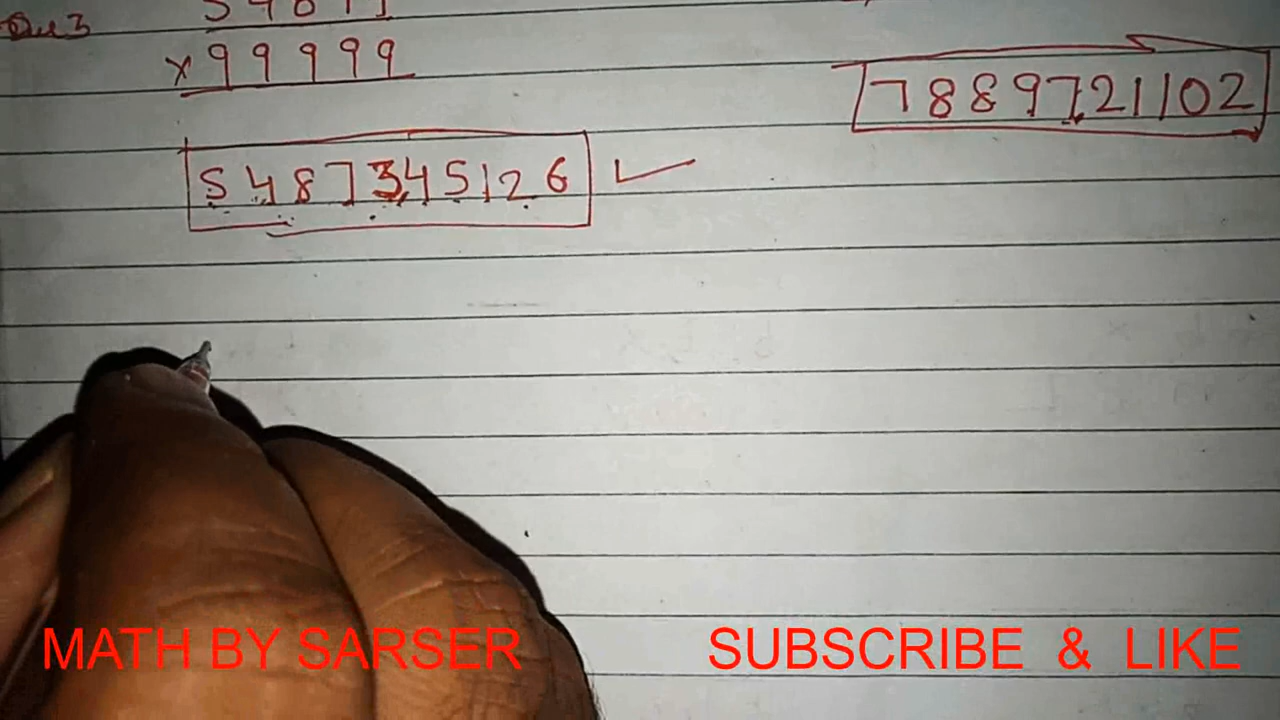 Que 3
×99999
7889721102
5487345126
MATH BY SARSER
SUBSCRIBE & LIKE